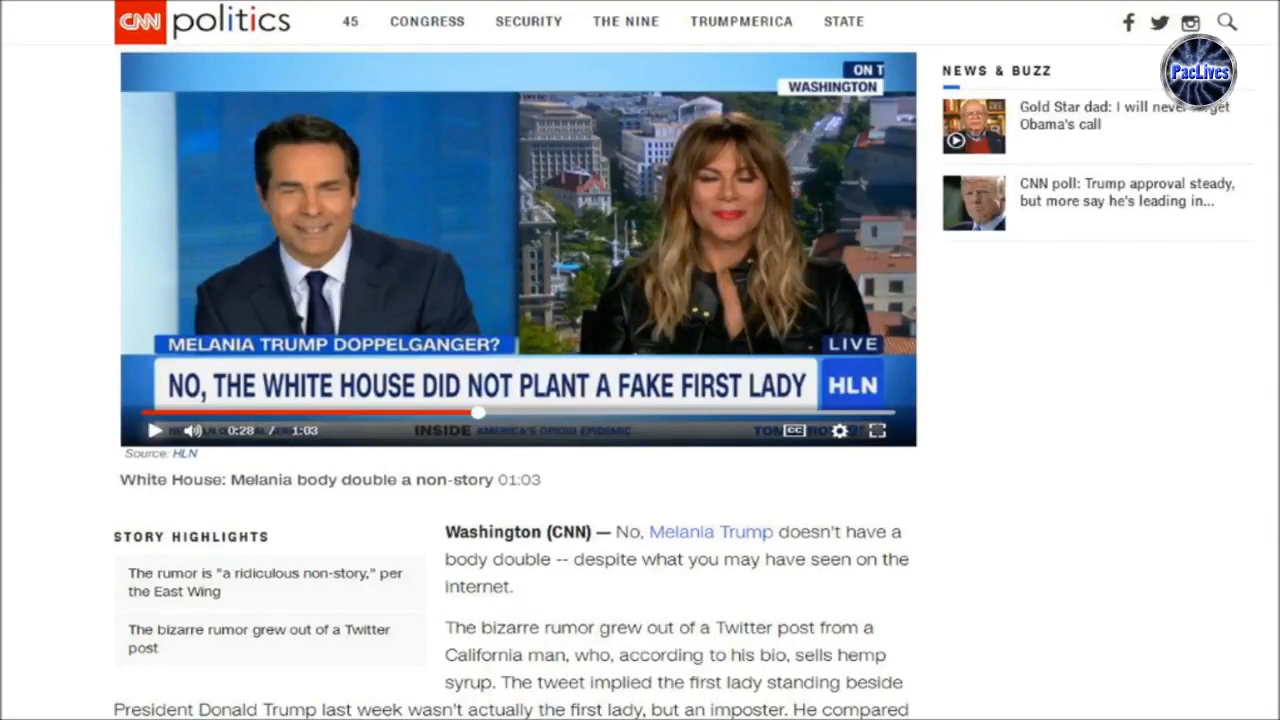 CNN politics 45 CONGRESS SECURITY THE NINE TRUMPMERICA STATE
PacLives
ON T
WASHINGTON
MELANIA TRUMP DOPPELGANGER?
LIVE
NO, THE WHITE HOUSE DID NOT PLANT A FAKE FIRST LADY
HLN
0:28 / 1:03
INSIDE AMERICA'S OPIOID EPIDEMIC
CC
Source: HLN
White House: Melania body double a non-story 01:03
NEWS & BUZZ
Gold Star dad: I will never forget
Obama's call
CNN poll: Trump approval steady,
but more say he's leading in...
STORY HIGHLIGHTS
The rumor is "a ridiculous non-story," per
the East Wing
The bizarre rumor grew out of a Twitter
post
Washington (CNN) — No, Melania Trump doesn't have a
body double -- despite what you may have seen on the
internet.
The bizarre rumor grew out of a Twitter post from a
California man, who, according to his bio, sells hemp
syrup. The tweet implied the first lady standing beside
President Donald Trump last week wasn't actually the first lady, but an imposter. He compared